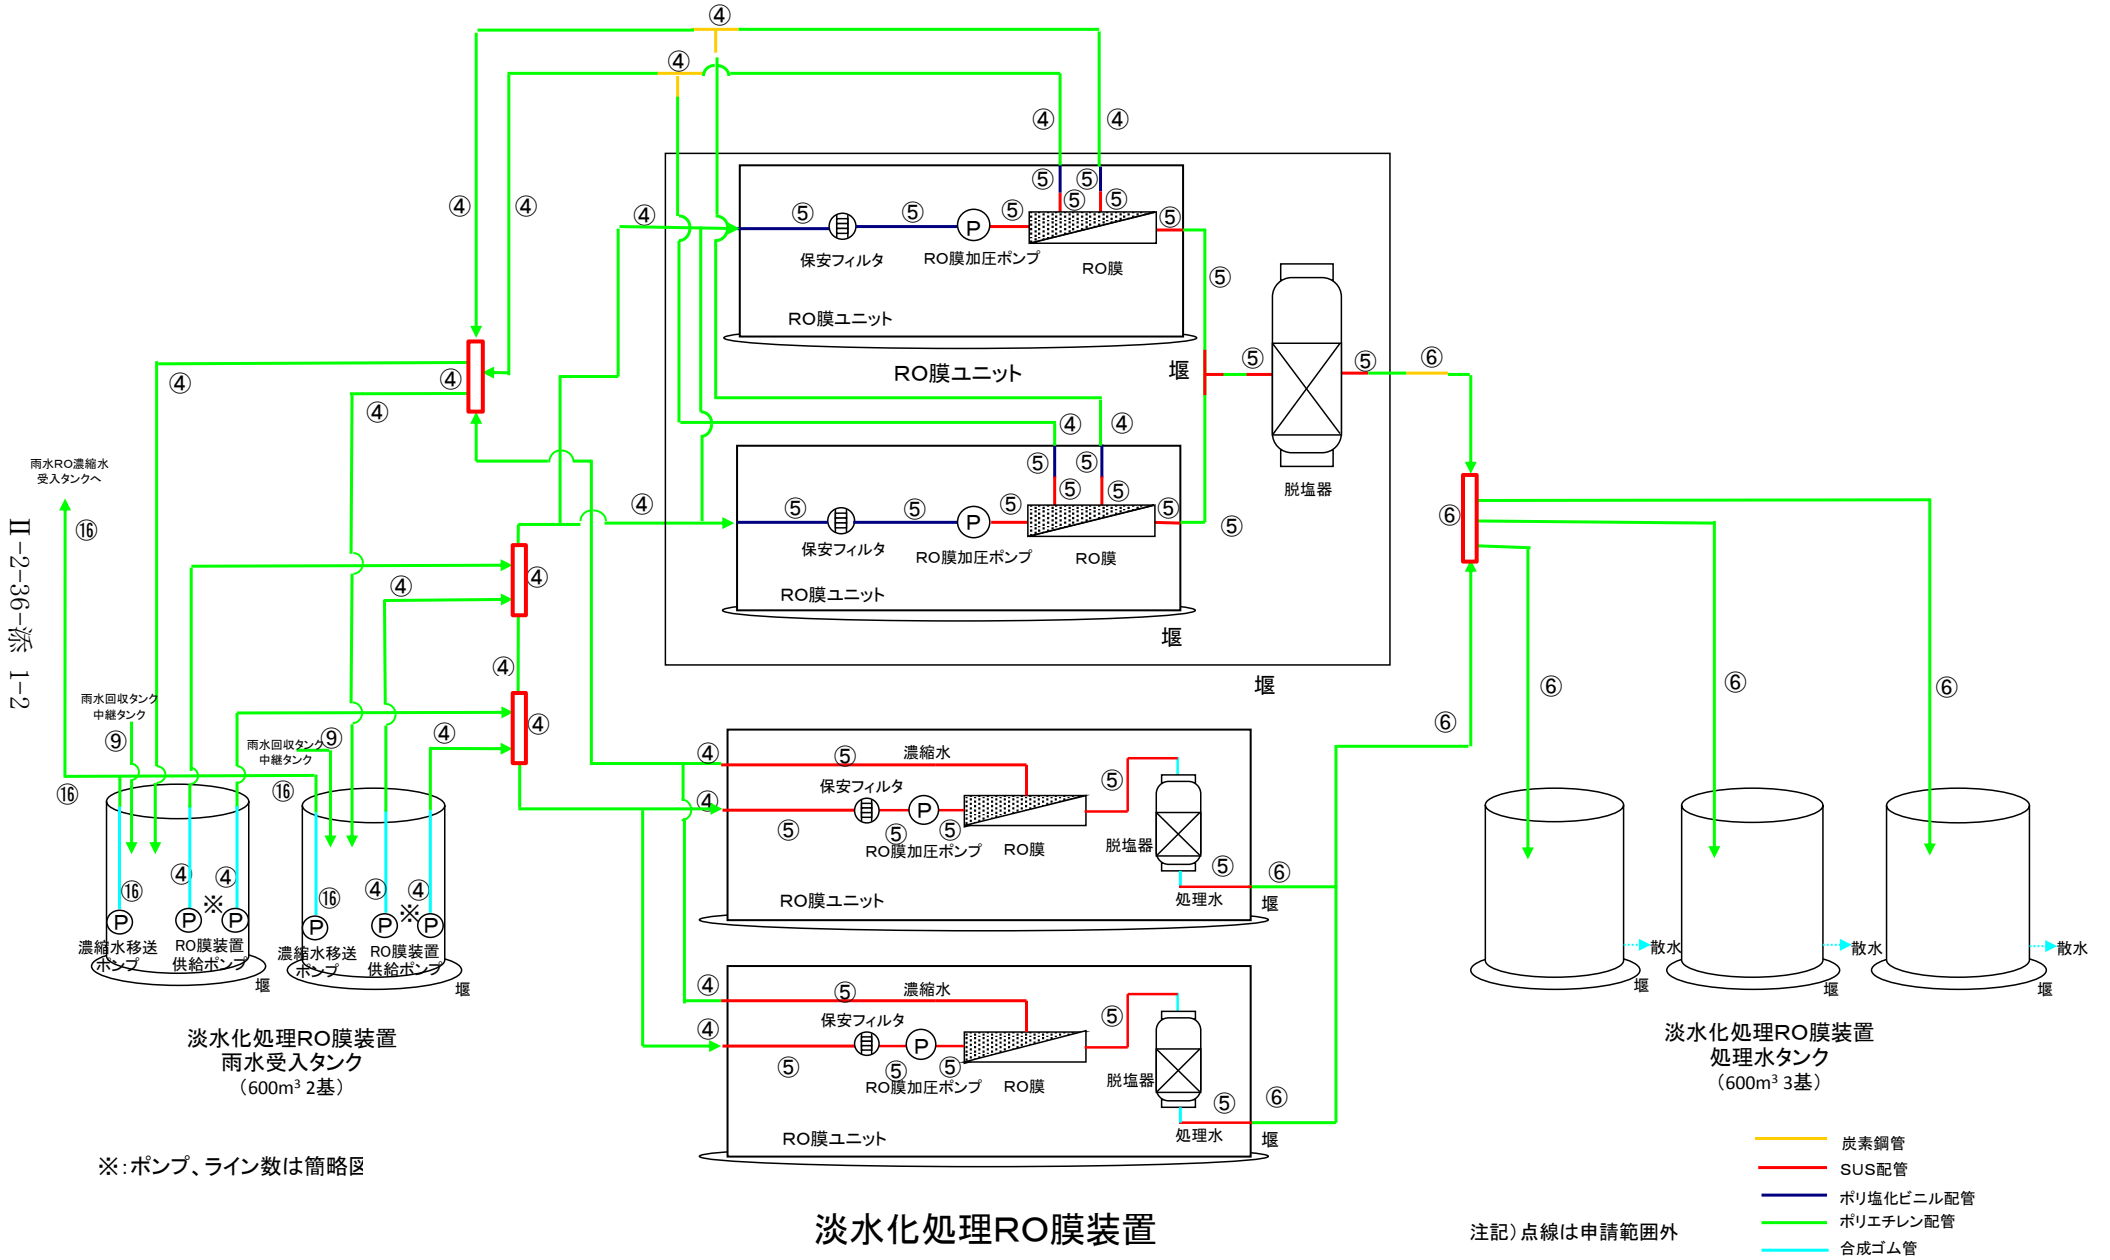 ④
④
④
④
④
④
④
⑤
⑤
⑤
⑤
⑤
⑤
⑤
⑤
保安フィルタ
RO膜加圧ポンプ
RO膜
RO膜ユニット
⑤
RO膜ユニット
堰
⑤
⑤
⑥
脱塩器
④
④
④
④
④
④
⑤
⑤
⑤
⑤
⑤
⑤
⑤
⑤
⑤
保安フィルタ
RO膜加圧ポンプ
RO膜
RO膜ユニット
堰
堰
④
雨水RO濃縮水
受入タンクへ
⑯
Ⅱ-2-36-添 1-2
④
④
④
④
④
雨水回収タンク
中継タンク
⑨
雨水回収タンク
中継タンク
⑨
⑯
⑯
⑯
④
※
④
⑯
④
※
④
P
P
P
P
P
P
濃縮水移送
ポンプ
RO膜装置
供給ポンプ
堰
濃縮水移送
ポンプ
RO膜装置
供給ポンプ
堰
淡水化処理RO膜装置
雨水受入タンク
(600m³ 2基)
※:ポンプ、ライン数は簡略図
④
⑤
濃縮水
④
保安フィルタ
P
⑤
⑤
⑤
⑤
RO膜加圧ポンプ
RO膜
脱塩器
⑤
処理水
RO膜ユニット
⑥
堰
④
⑤
濃縮水
④
保安フィルタ
P
⑤
⑤
⑤
⑤
RO膜加圧ポンプ
RO膜
脱塩器
⑤
処理水
RO膜ユニット
⑥
堰
P
P
⑥
⑥
⑥
⑥
⑥
散水
散水
散水
堰
堰
堰
淡水化処理RO膜装置
処理水タンク
(600m³ 3基)
淡水化処理RO膜装置
注記)点線は申請範囲外
炭素鋼管
SUS配管
ポリ塩化ビニル配管
ポリエチレン配管
合成ゴム管